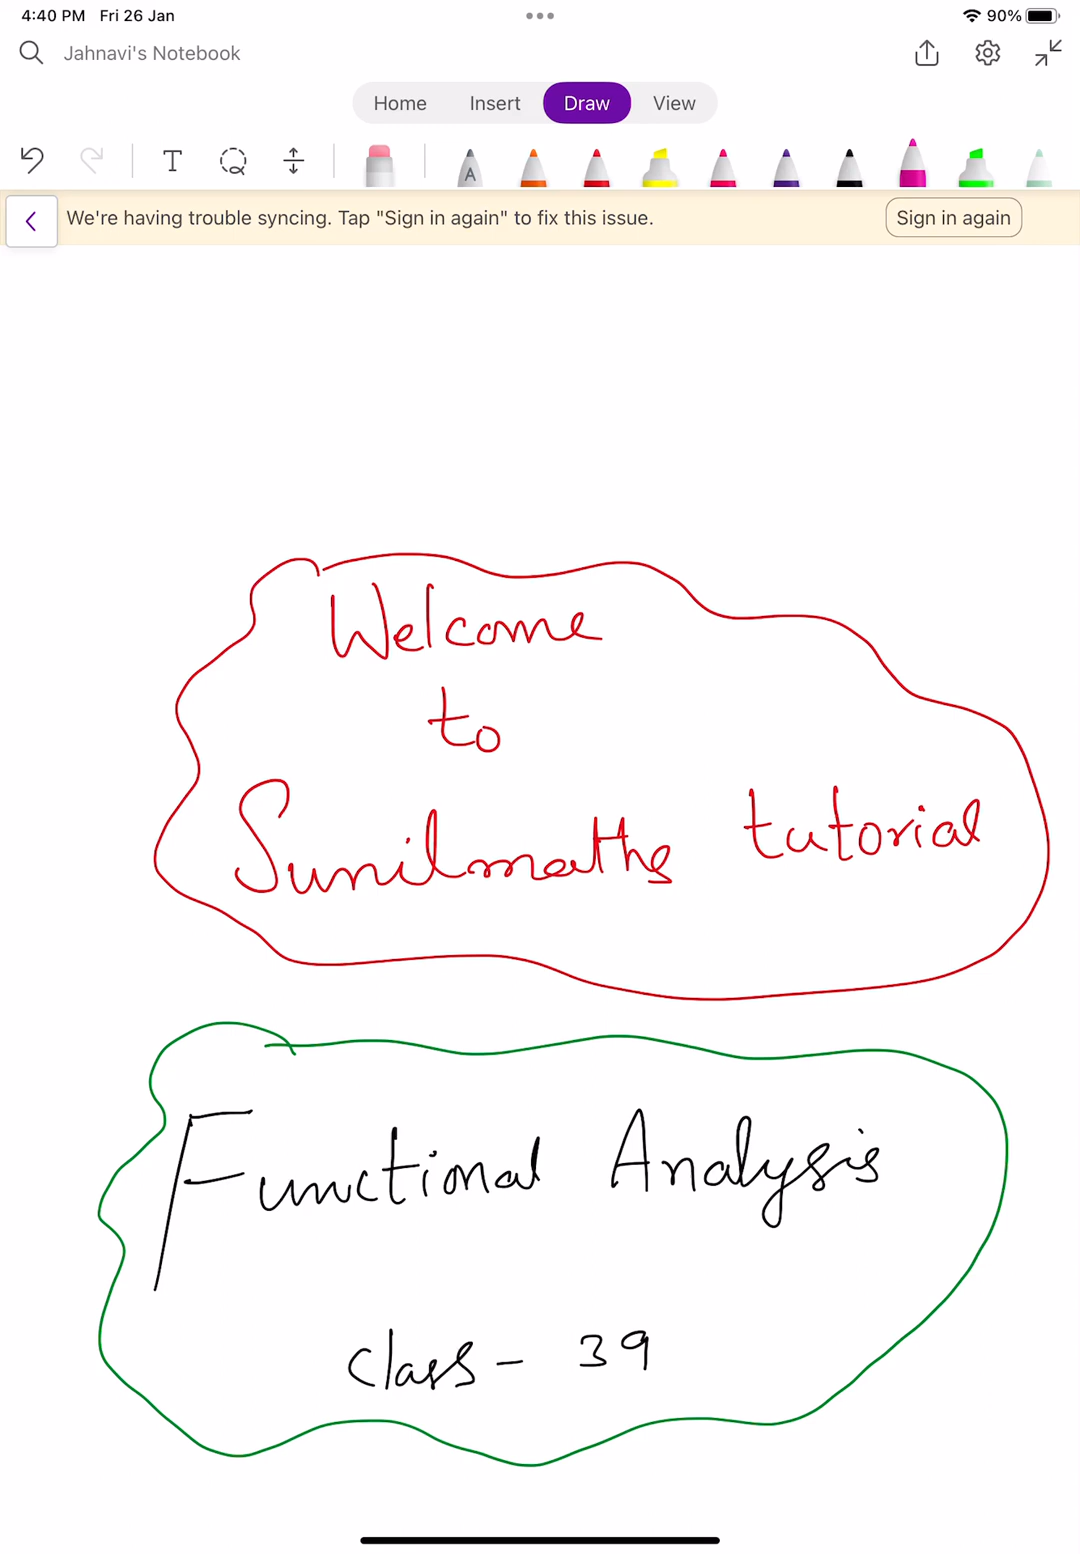 4:40 PM Fri 26 Jan 90%
Jahnavi's Notebook
Home Insert Draw View
T A
We're having trouble syncing. Tap "Sign in again" to fix this issue. Sign in again
Welcome
to
Sunilmaths tutorial
Functional Analysis
class - 39